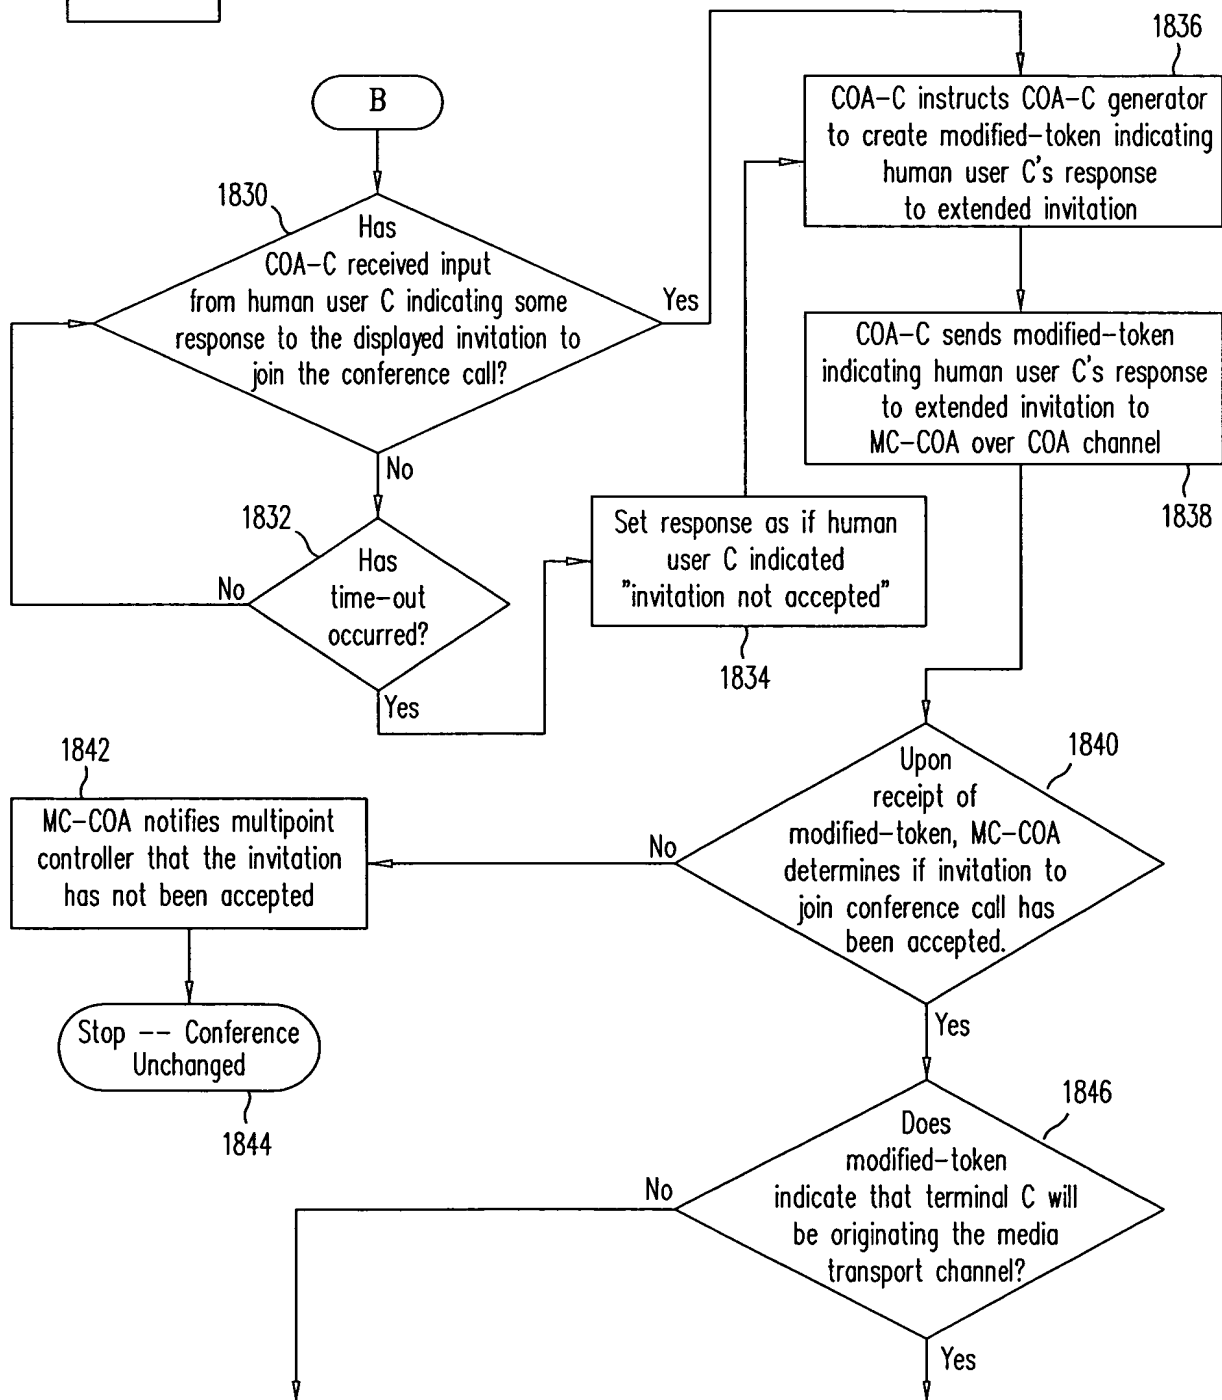 1836
B
COA-C instructs COA-C generator
to create modified-token indicating
human user C's response
to extended invitation
1830
Has
COA-C received input
from human user C indicating some
response to the displayed invitation to
join the conference call?
Yes
COA-C sends modified-token
indicating human user C's response
to extended invitation to
MC-COA over COA channel
1838
No
1832
Has
time-out
occurred?
No
Yes
Set response as if human
user C indicated
"invitation not accepted"
1834
1840
Upon
receipt of
modified-token, MC-COA
determines if invitation to
join conference call has
been accepted.
No
Yes
1842
MC-COA notifies multipoint
controller that the invitation
has not been accepted
Stop -- Conference
Unchanged
1844
1846
Does
modified-token
indicate that terminal C will
be originating the media
transport channel?
No
Yes